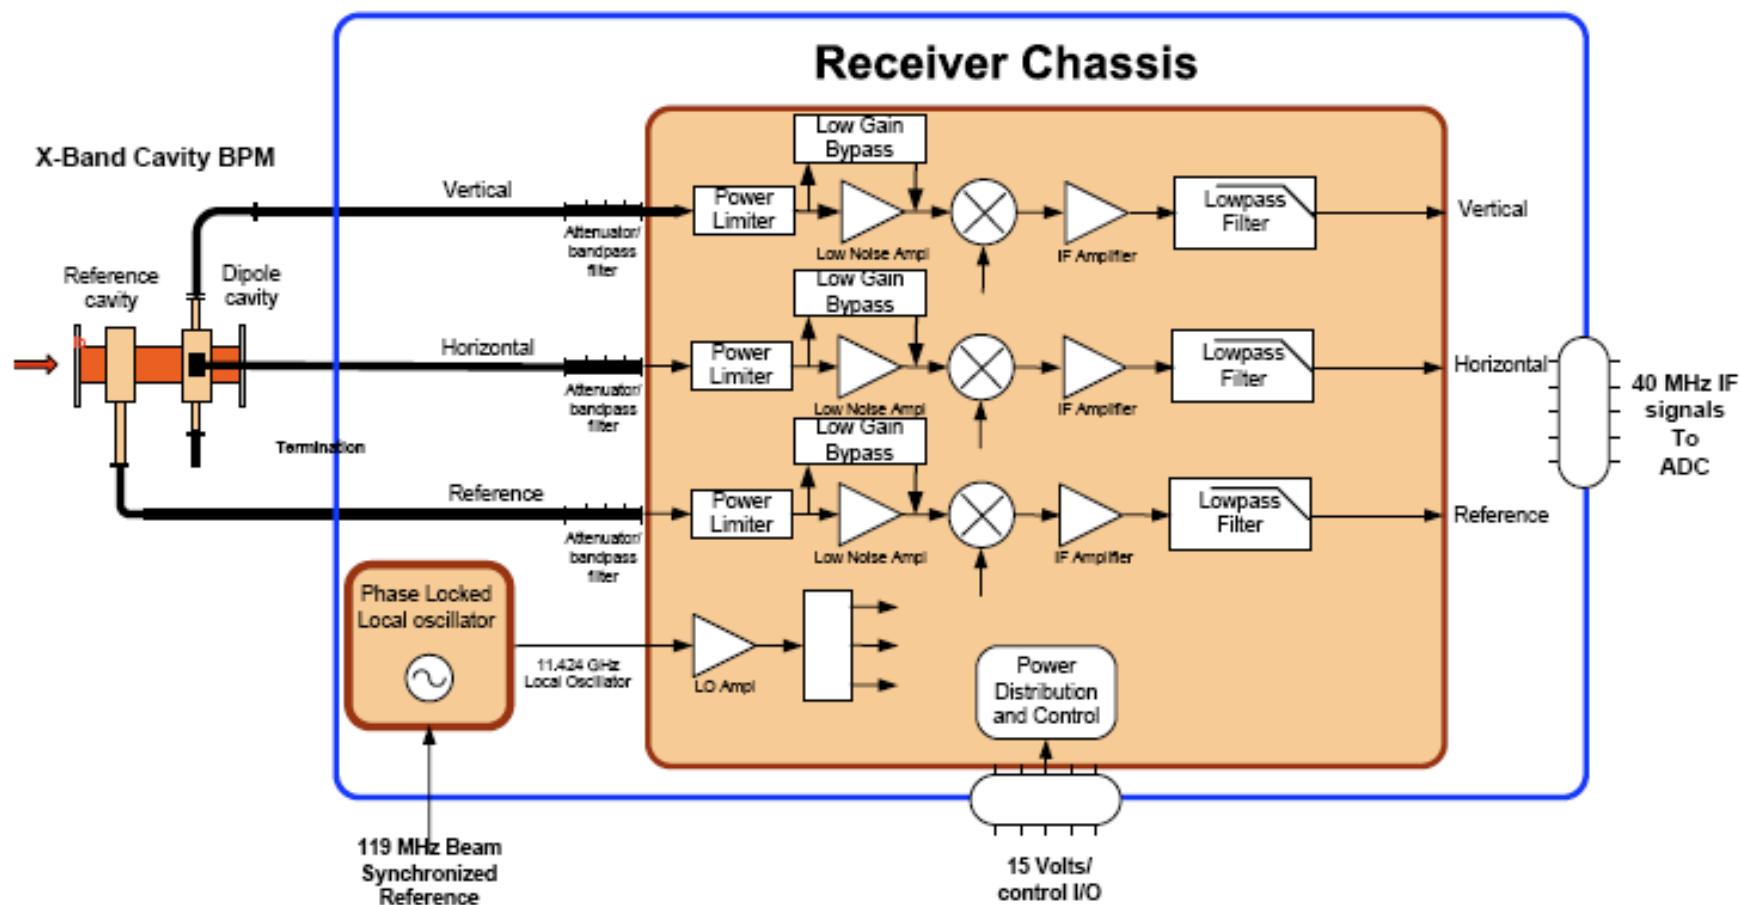 Receiver Chassis
X-Band Cavity BPM
Reference
cavity
Dipole
cavity
Termination
Vertical
Attenuator/
bandpass
filter
Power
Limiter
Low Gain
Bypass
Low Noise Ampl
IF Amplifier
Lowpass
Filter
Vertical
Horizontal
Attenuator/
bandpass
filter
Power
Limiter
Low Gain
Bypass
Low Noise Ampl
IF Amplifier
Lowpass
Filter
Horizontal
Reference
Attenuator/
bandpass
filter
Power
Limiter
Low Gain
Bypass
Low Noise Ampl
IF Amplifier
Lowpass
Filter
Reference
40 MHz IF
signals
To
ADC
Phase Locked
Local oscillator
11.424 GHz
Local Oscillator
LO Ampl
Power
Distribution
and Control
119 MHz Beam
Synchronized
Reference
15 Volts/
control I/O